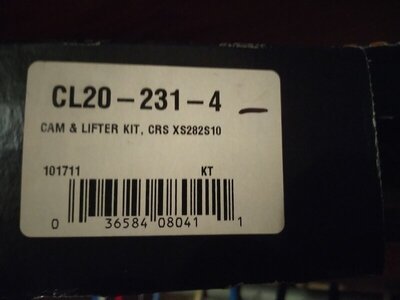 CL20-231-4
CAM & LIFTER KIT, CRS XS282S10
101711 KT
0 36584 08041 1